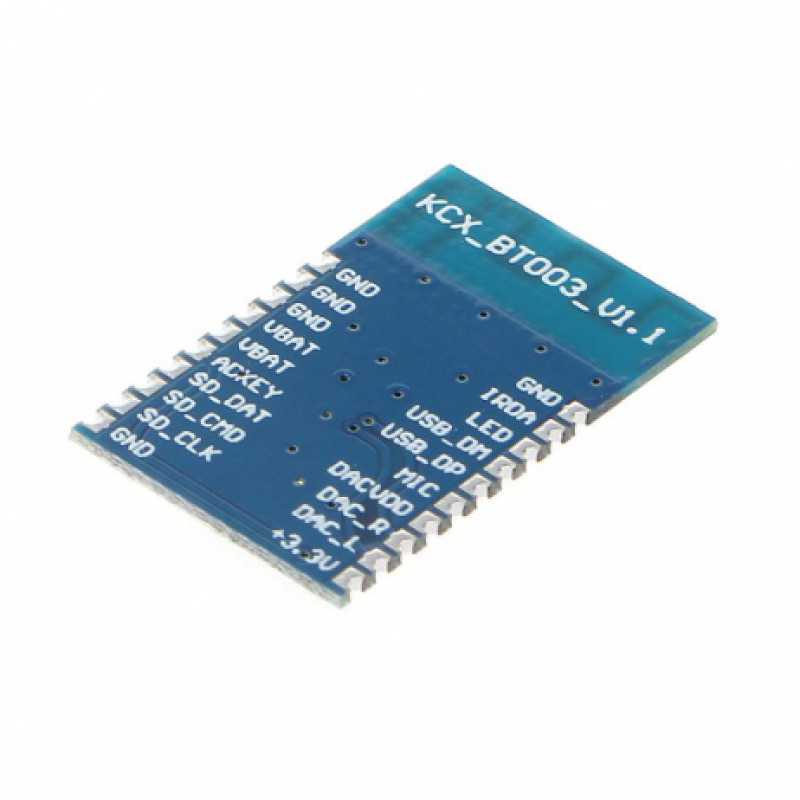 KCX_BT003_V1.1
GND
GND
GND
VBAT
VBAT
ACXEY
SD_DAT
SD_CMD
SD_CLK
GND
GND
IRDA
LED
USB_DM
USB_DP
MIC
DACVDD
DAC_R
DAC_L
+3.3V